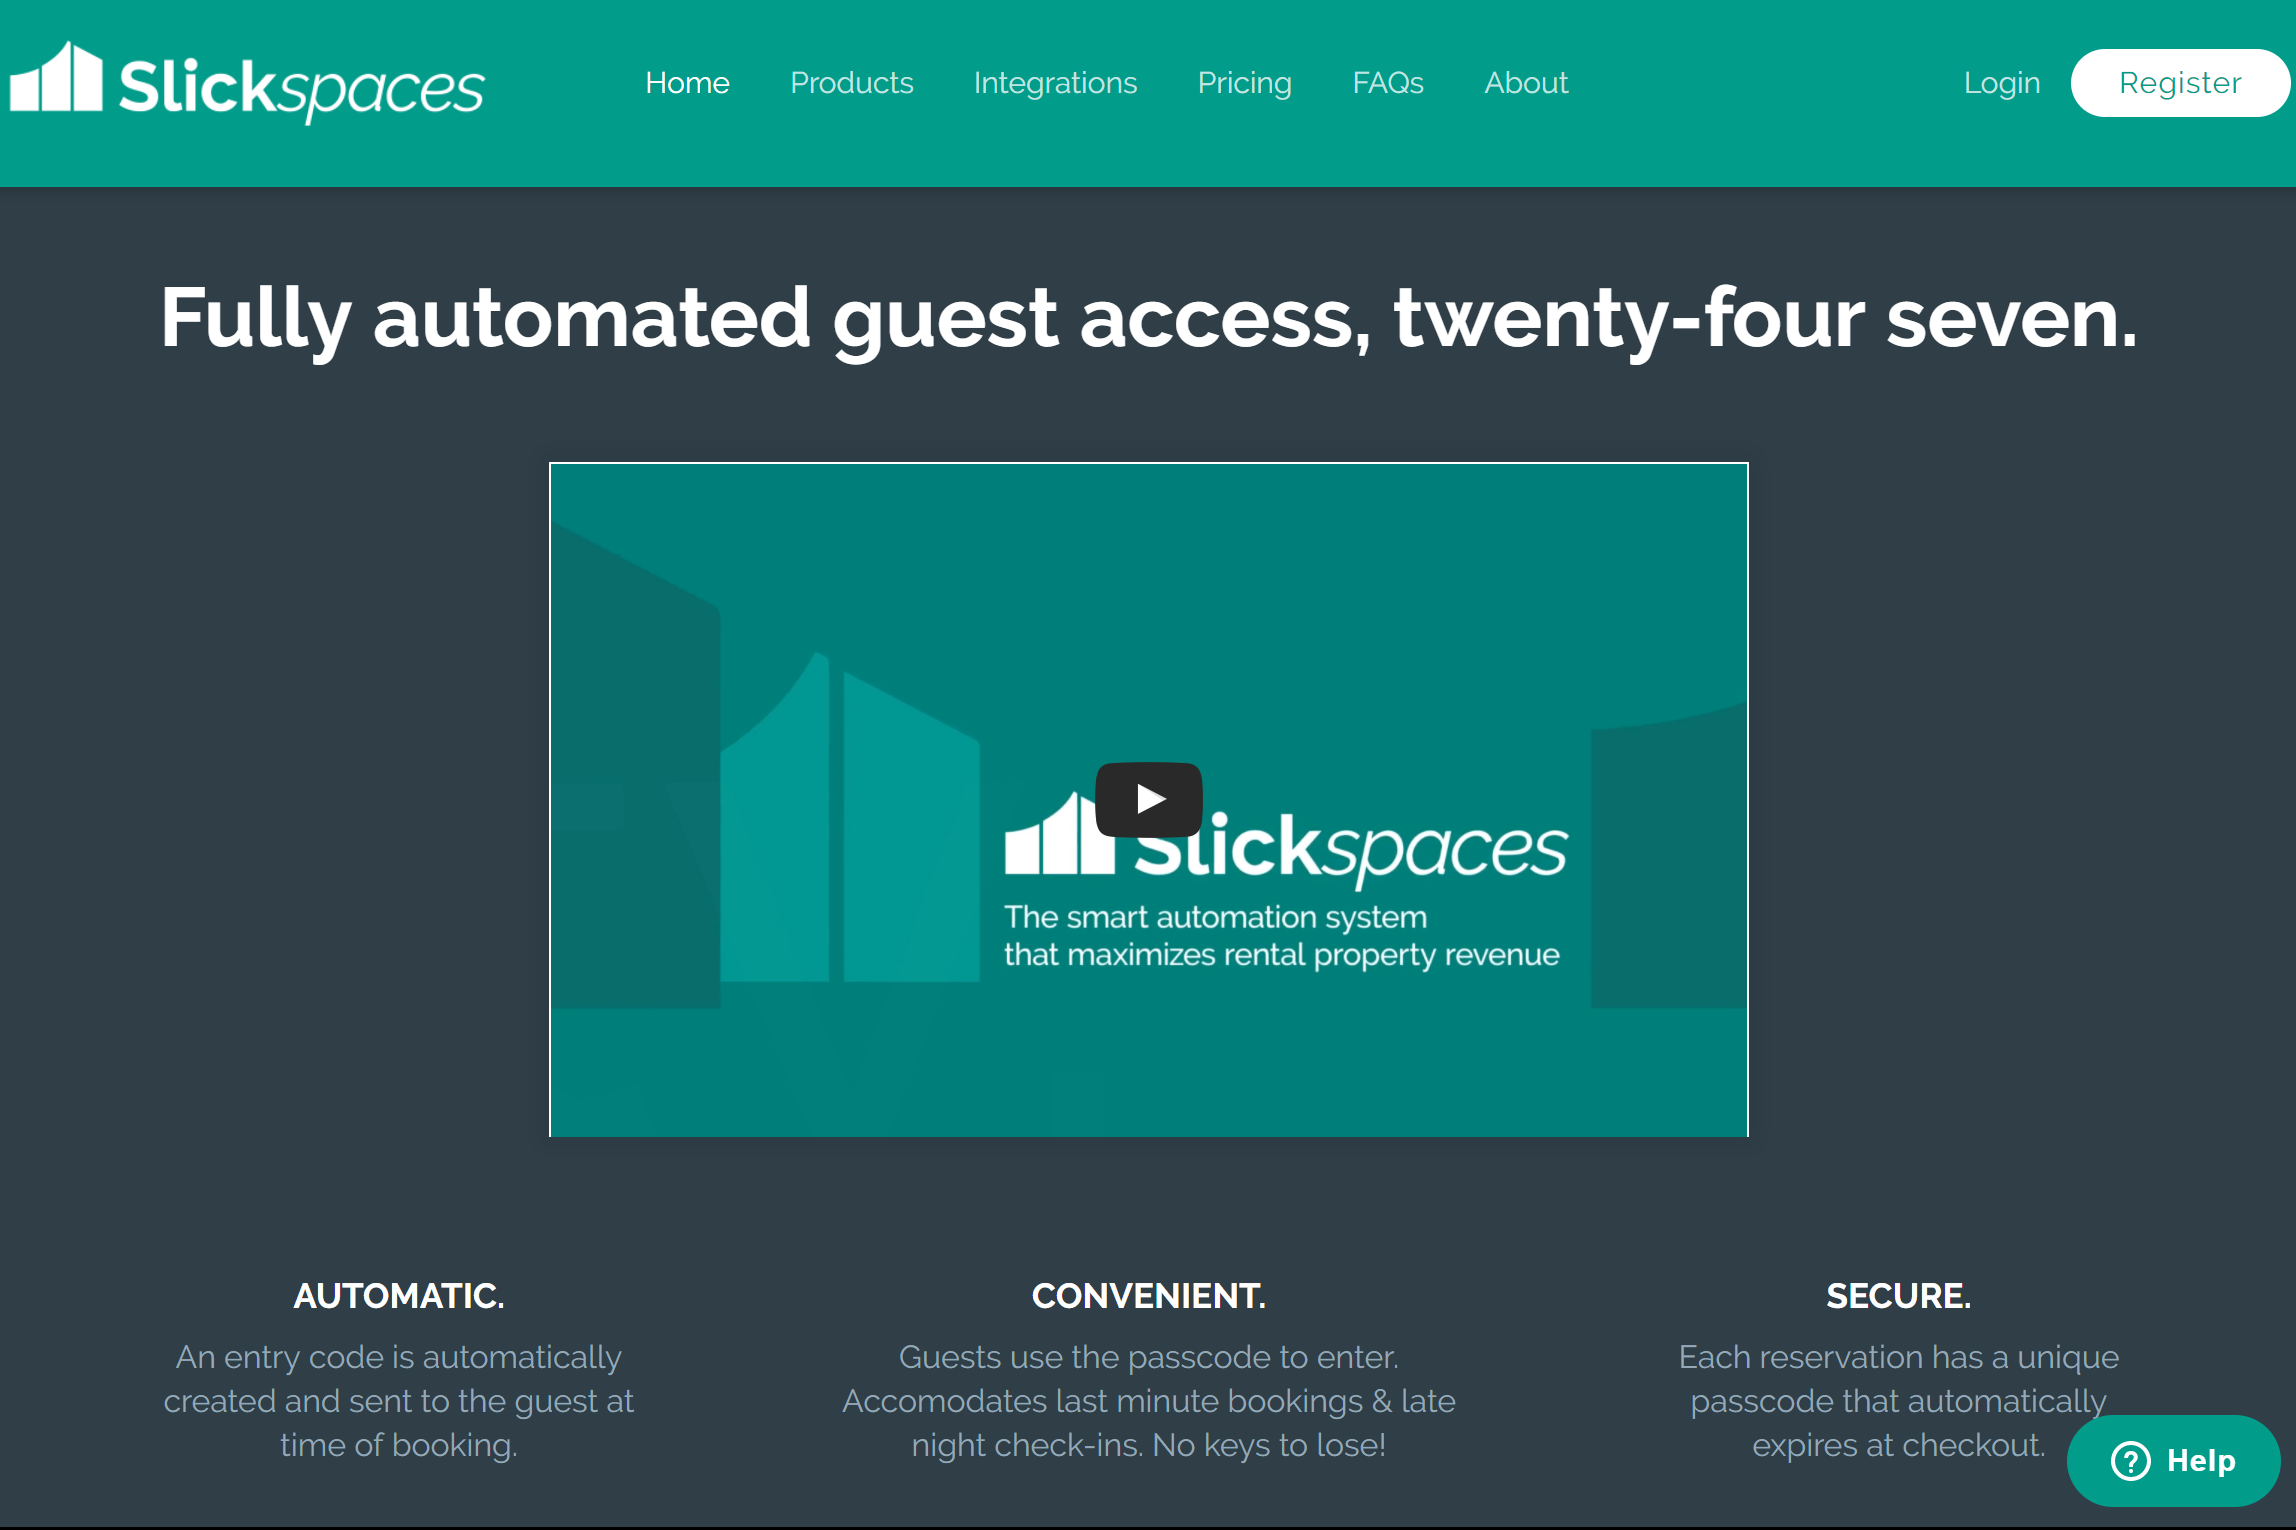 Slickspaces
Home Products Integrations Pricing FAQs About Login Register
Fully automated guest access, twenty-four seven.
Slickspaces
The smart automation system
that maximizes rental property revenue
AUTOMATIC.
An entry code is automatically
created and sent to the guest at
time of booking.
CONVENIENT.
Guests use the passcode to enter.
Accomodates last minute bookings & late
night check-ins. No keys to lose!
SECURE.
Each reservation has a unique
passcode that automatically
expires at checkout.
Help